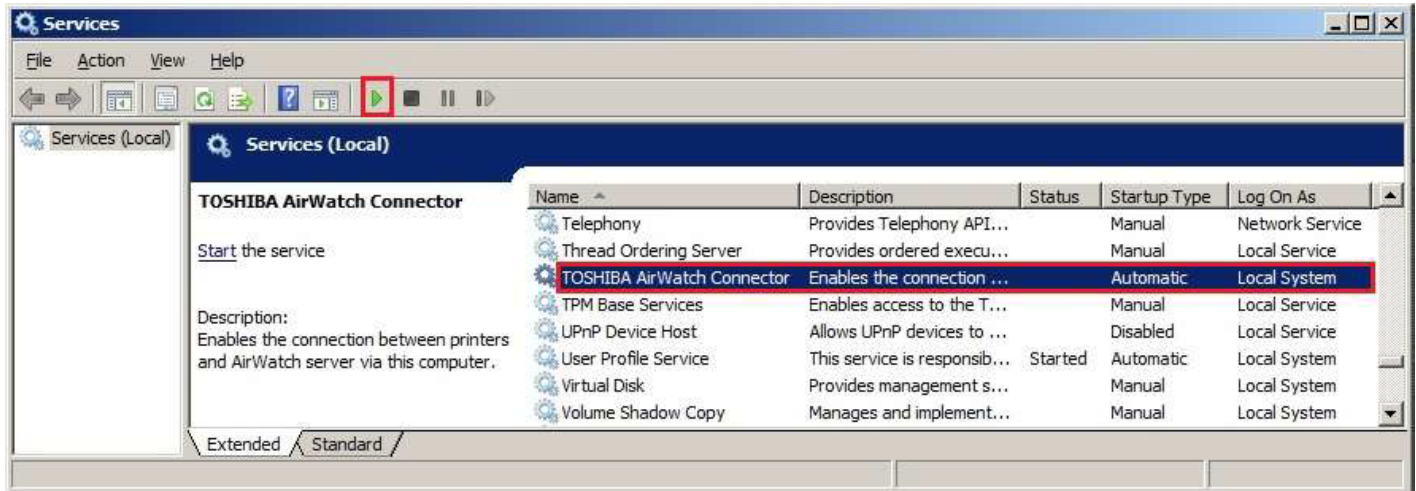 Services
File Action View Help
Services (Local)
Services (Local)
TOSHIBA AirWatch Connector
Start the service
Description:
Enables the connection between printers
and AirWatch server via this computer.
Name Description Status Startup Type Log On As
Telephony Provides Telephony API... Manual Network Service
Thread Ordering Server Provides ordered execu... Manual Local Service
TOSHIBA AirWatch Connector Enables the connection ... Automatic Local System
TPM Base Services Enables access to the T... Manual Local Service
UPnP Device Host Allows UPnP devices to ... Disabled Local Service
User Profile Service This service is responsib... Started Automatic Local System
Virtual Disk Provides management s... Manual Local System
Volume Shadow Copy Manages and implement... Manual Local System
Extended Standard